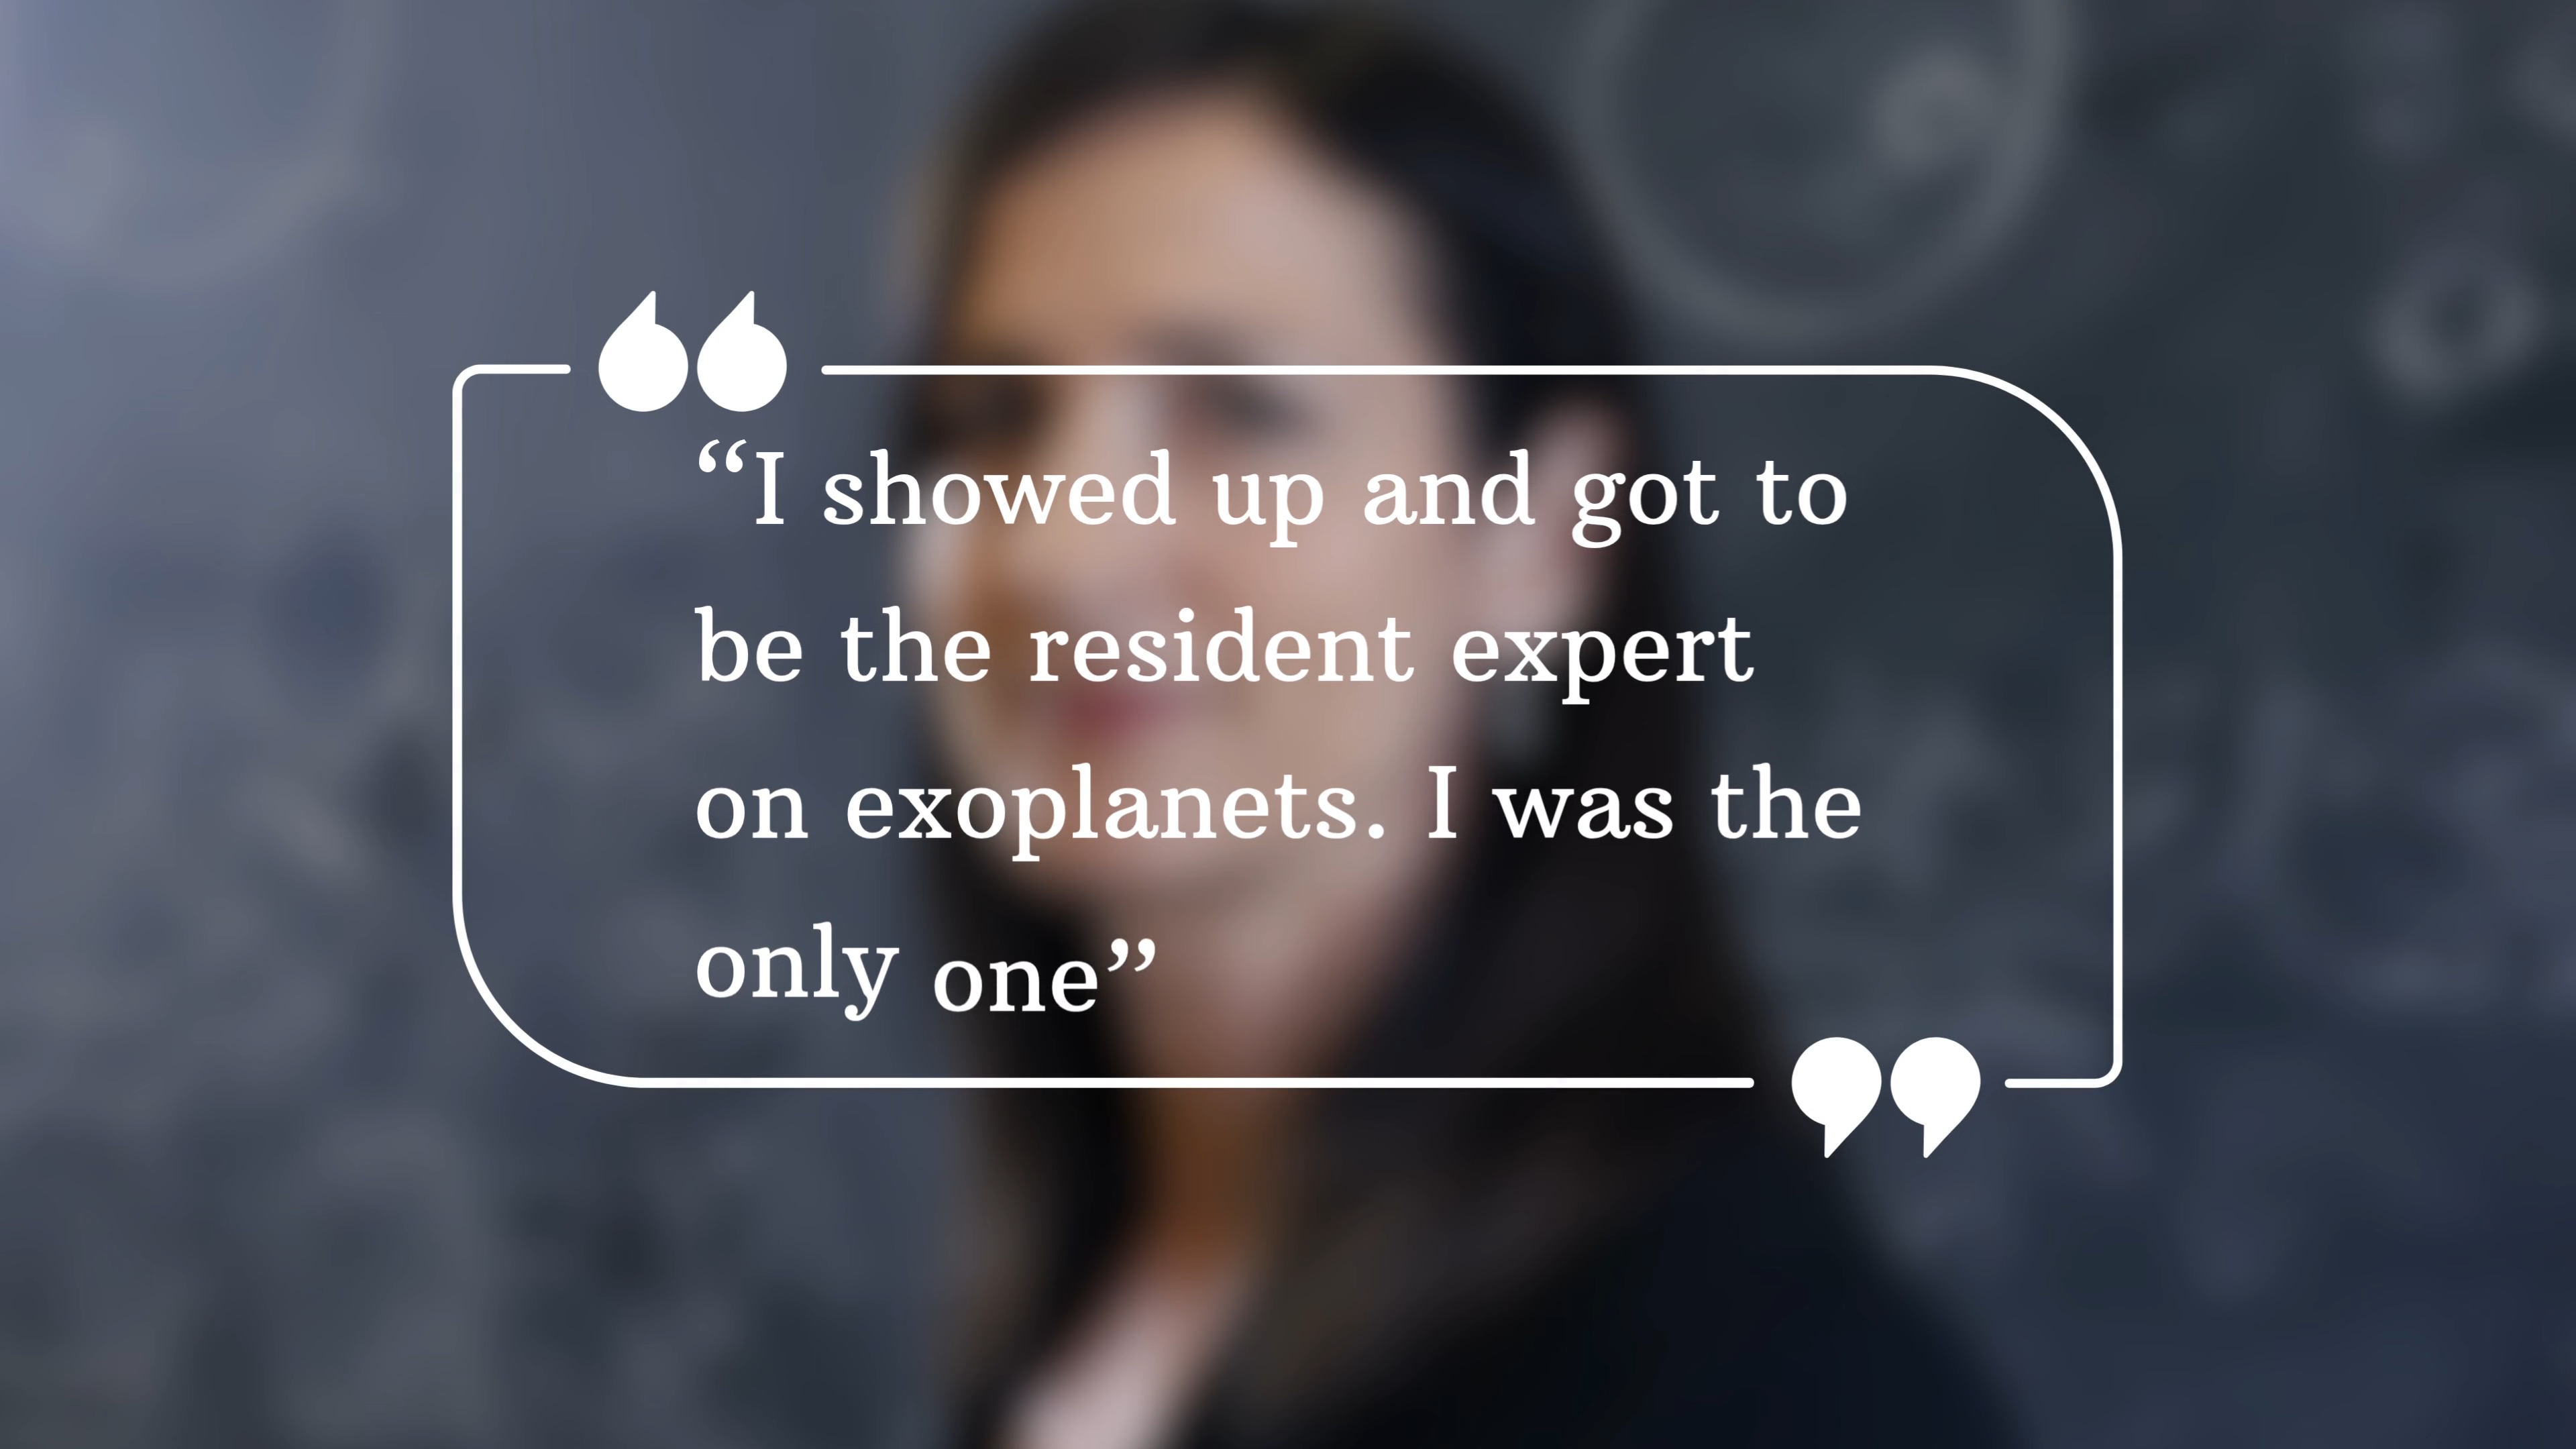 “I showed up and got to
be the resident expert
on exoplanets. I was the
only one”